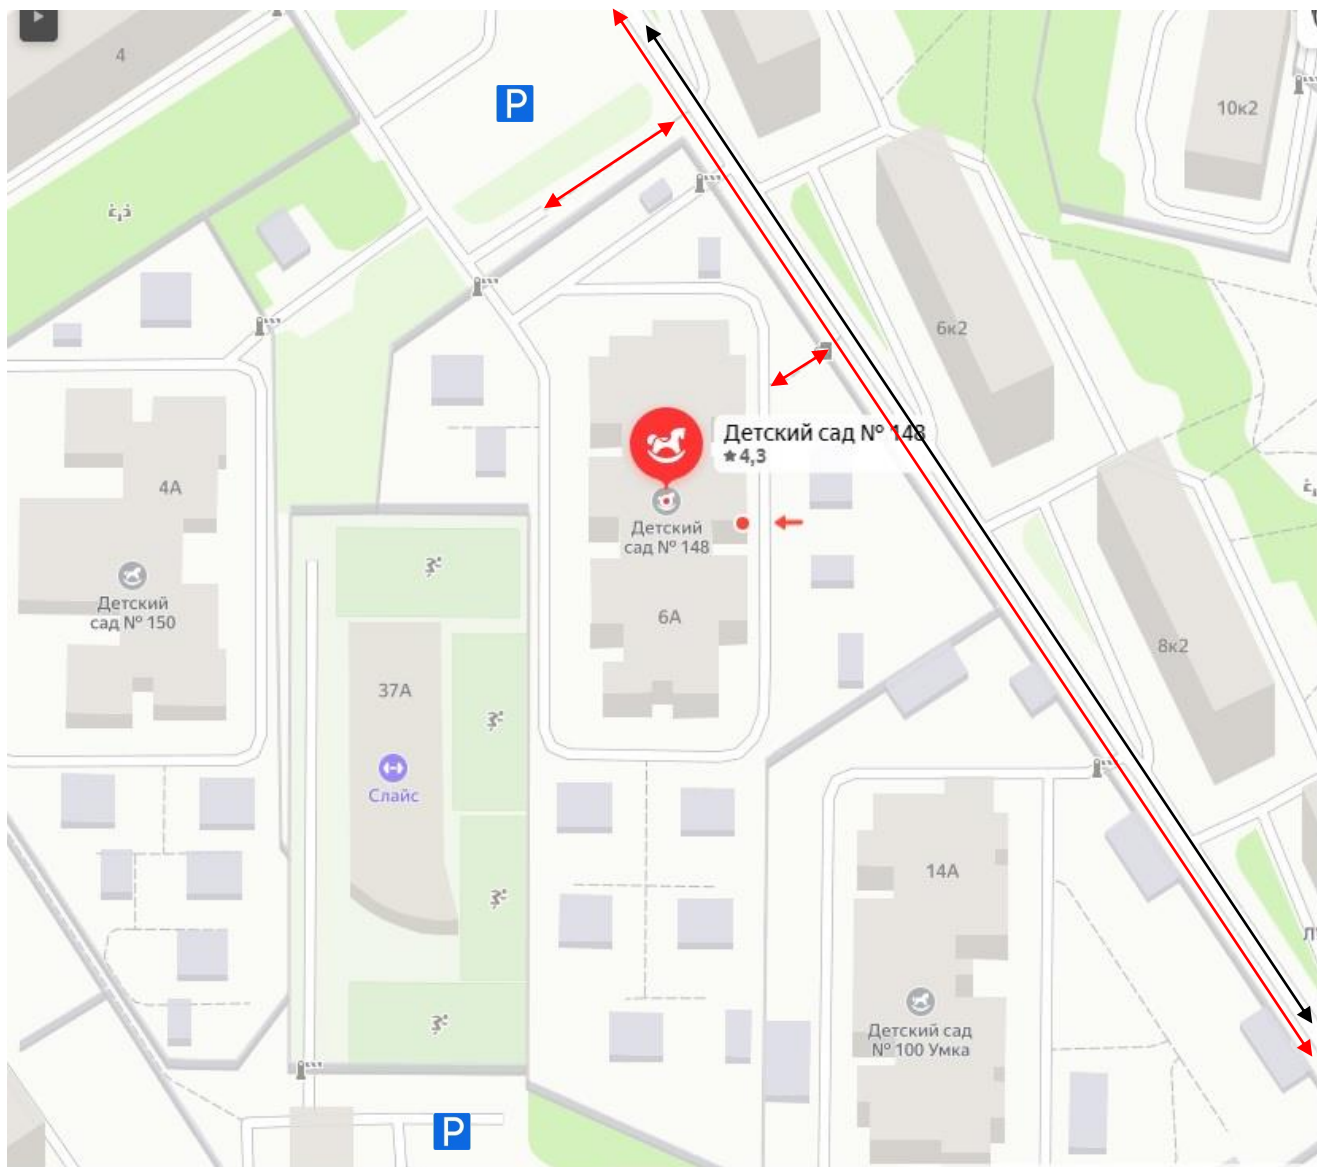 4
P
10к2
6к2
Детский сад № 148
4,3
4А
Детский
сад № 148
Детский
сад № 150
6А
8к2
37А
Слайс
14А
Детский сад
№ 100 Умка
P